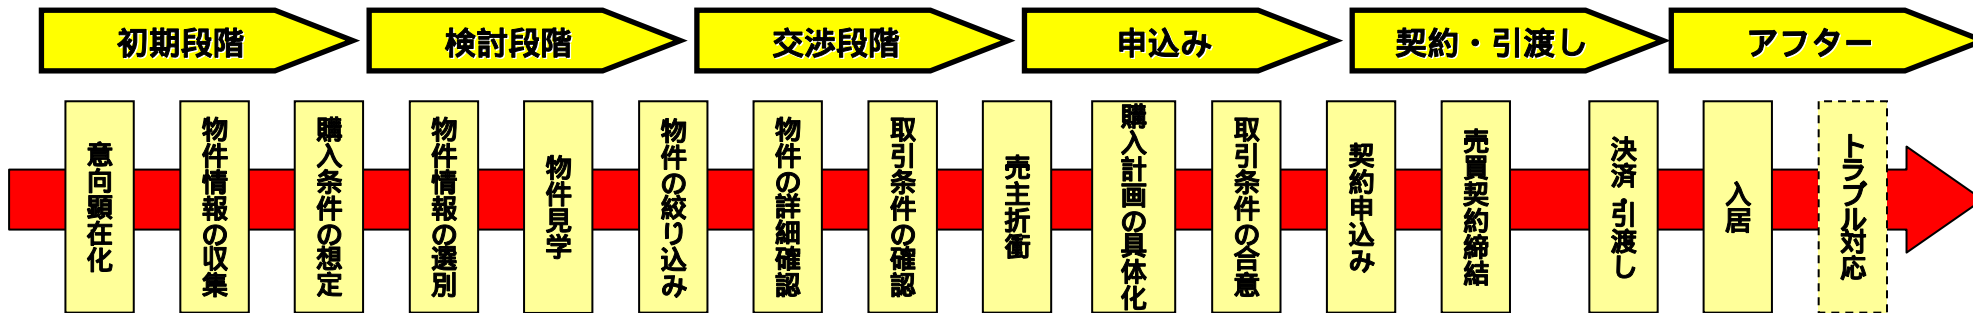 初期段階
検討段階
交渉段階
申込み
契約・引渡し
アフター
意向顕在化
物件情報の収集
購入条件の想定
物件情報の選別
物件見学
物件の絞り込み
物件の詳細確認
取引条件の確認
売主折衝
購入計画の具体化
取引条件の合意
契約申込み
売買契約締結
決済・引渡し
入居
トラブル対応